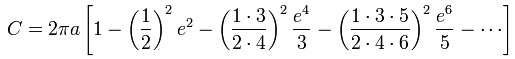 C = 2πa [1 − (1/2)² e² − ((1·3)/(2·4))² e⁴/3 − ((1·3·5)/(2·4·6))² e⁶/5 − ⋯]